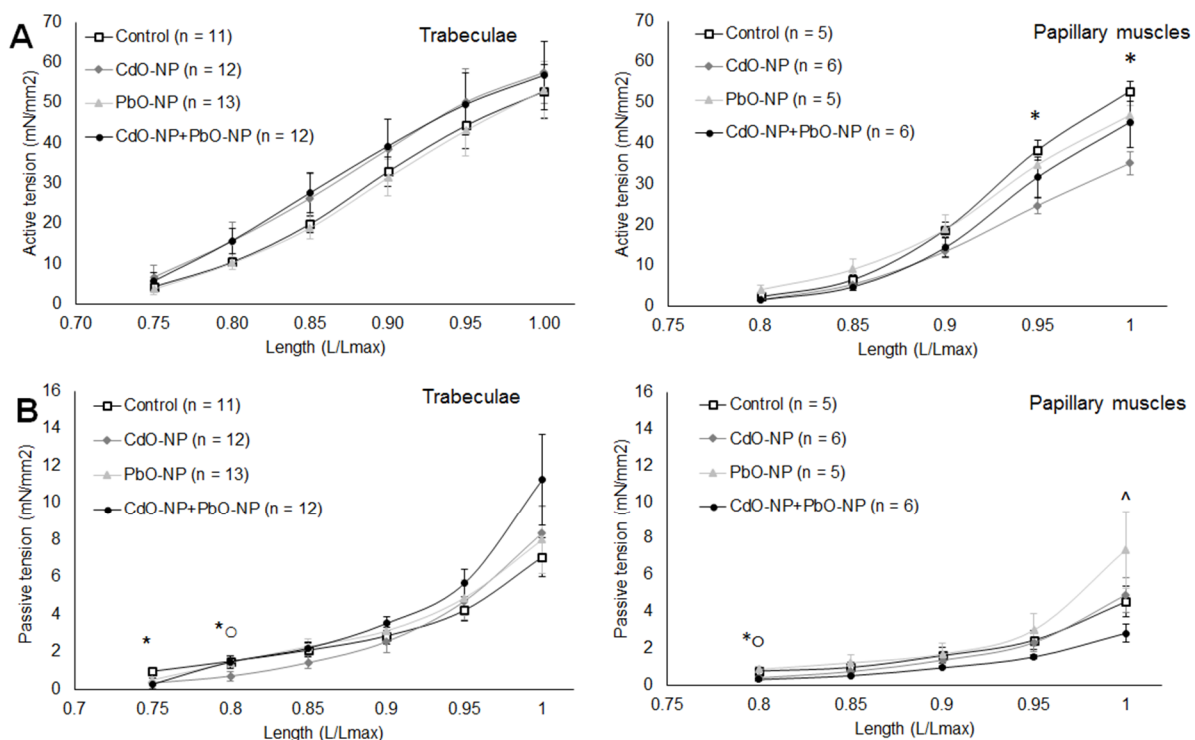 A
Trabeculae
Control (n = 11)
CdO-NP (n = 12)
PbO-NP (n = 13)
CdO-NP+PbO-NP (n = 12)
Active tension (mN/mm2)
70
60
50
40
30
20
10
0
0.70 0.75 0.80 0.85 0.90 0.95 1.00
Length (L/Lmax)
Papillary muscles
Control (n = 5)
CdO-NP (n = 6)
PbO-NP (n = 5)
CdO-NP+PbO-NP (n = 6)
* *
Active tension (mN/mm2)
70
60
50
40
30
20
10
0
0.75 0.8 0.85 0.9 0.95 1
Length (L/Lmax)
B
Trabeculae
Control (n = 11)
CdO-NP (n = 12)
PbO-NP (n = 13)
CdO-NP+PbO-NP (n = 12)
* *○
Passive tension (mN/mm2)
16
14
12
10
8
6
4
2
0
0.7 0.75 0.8 0.85 0.9 0.95 1
Length (L/Lmax)
Papillary muscles
Control (n = 5)
CdO-NP (n = 6)
PbO-NP (n = 5)
CdO-NP+PbO-NP (n = 6)
*○ ^
Passive tension (mN/mm2)
16
14
12
10
8
6
4
2
0
0.75 0.8 0.85 0.9 0.95 1
Length (L/Lmax)